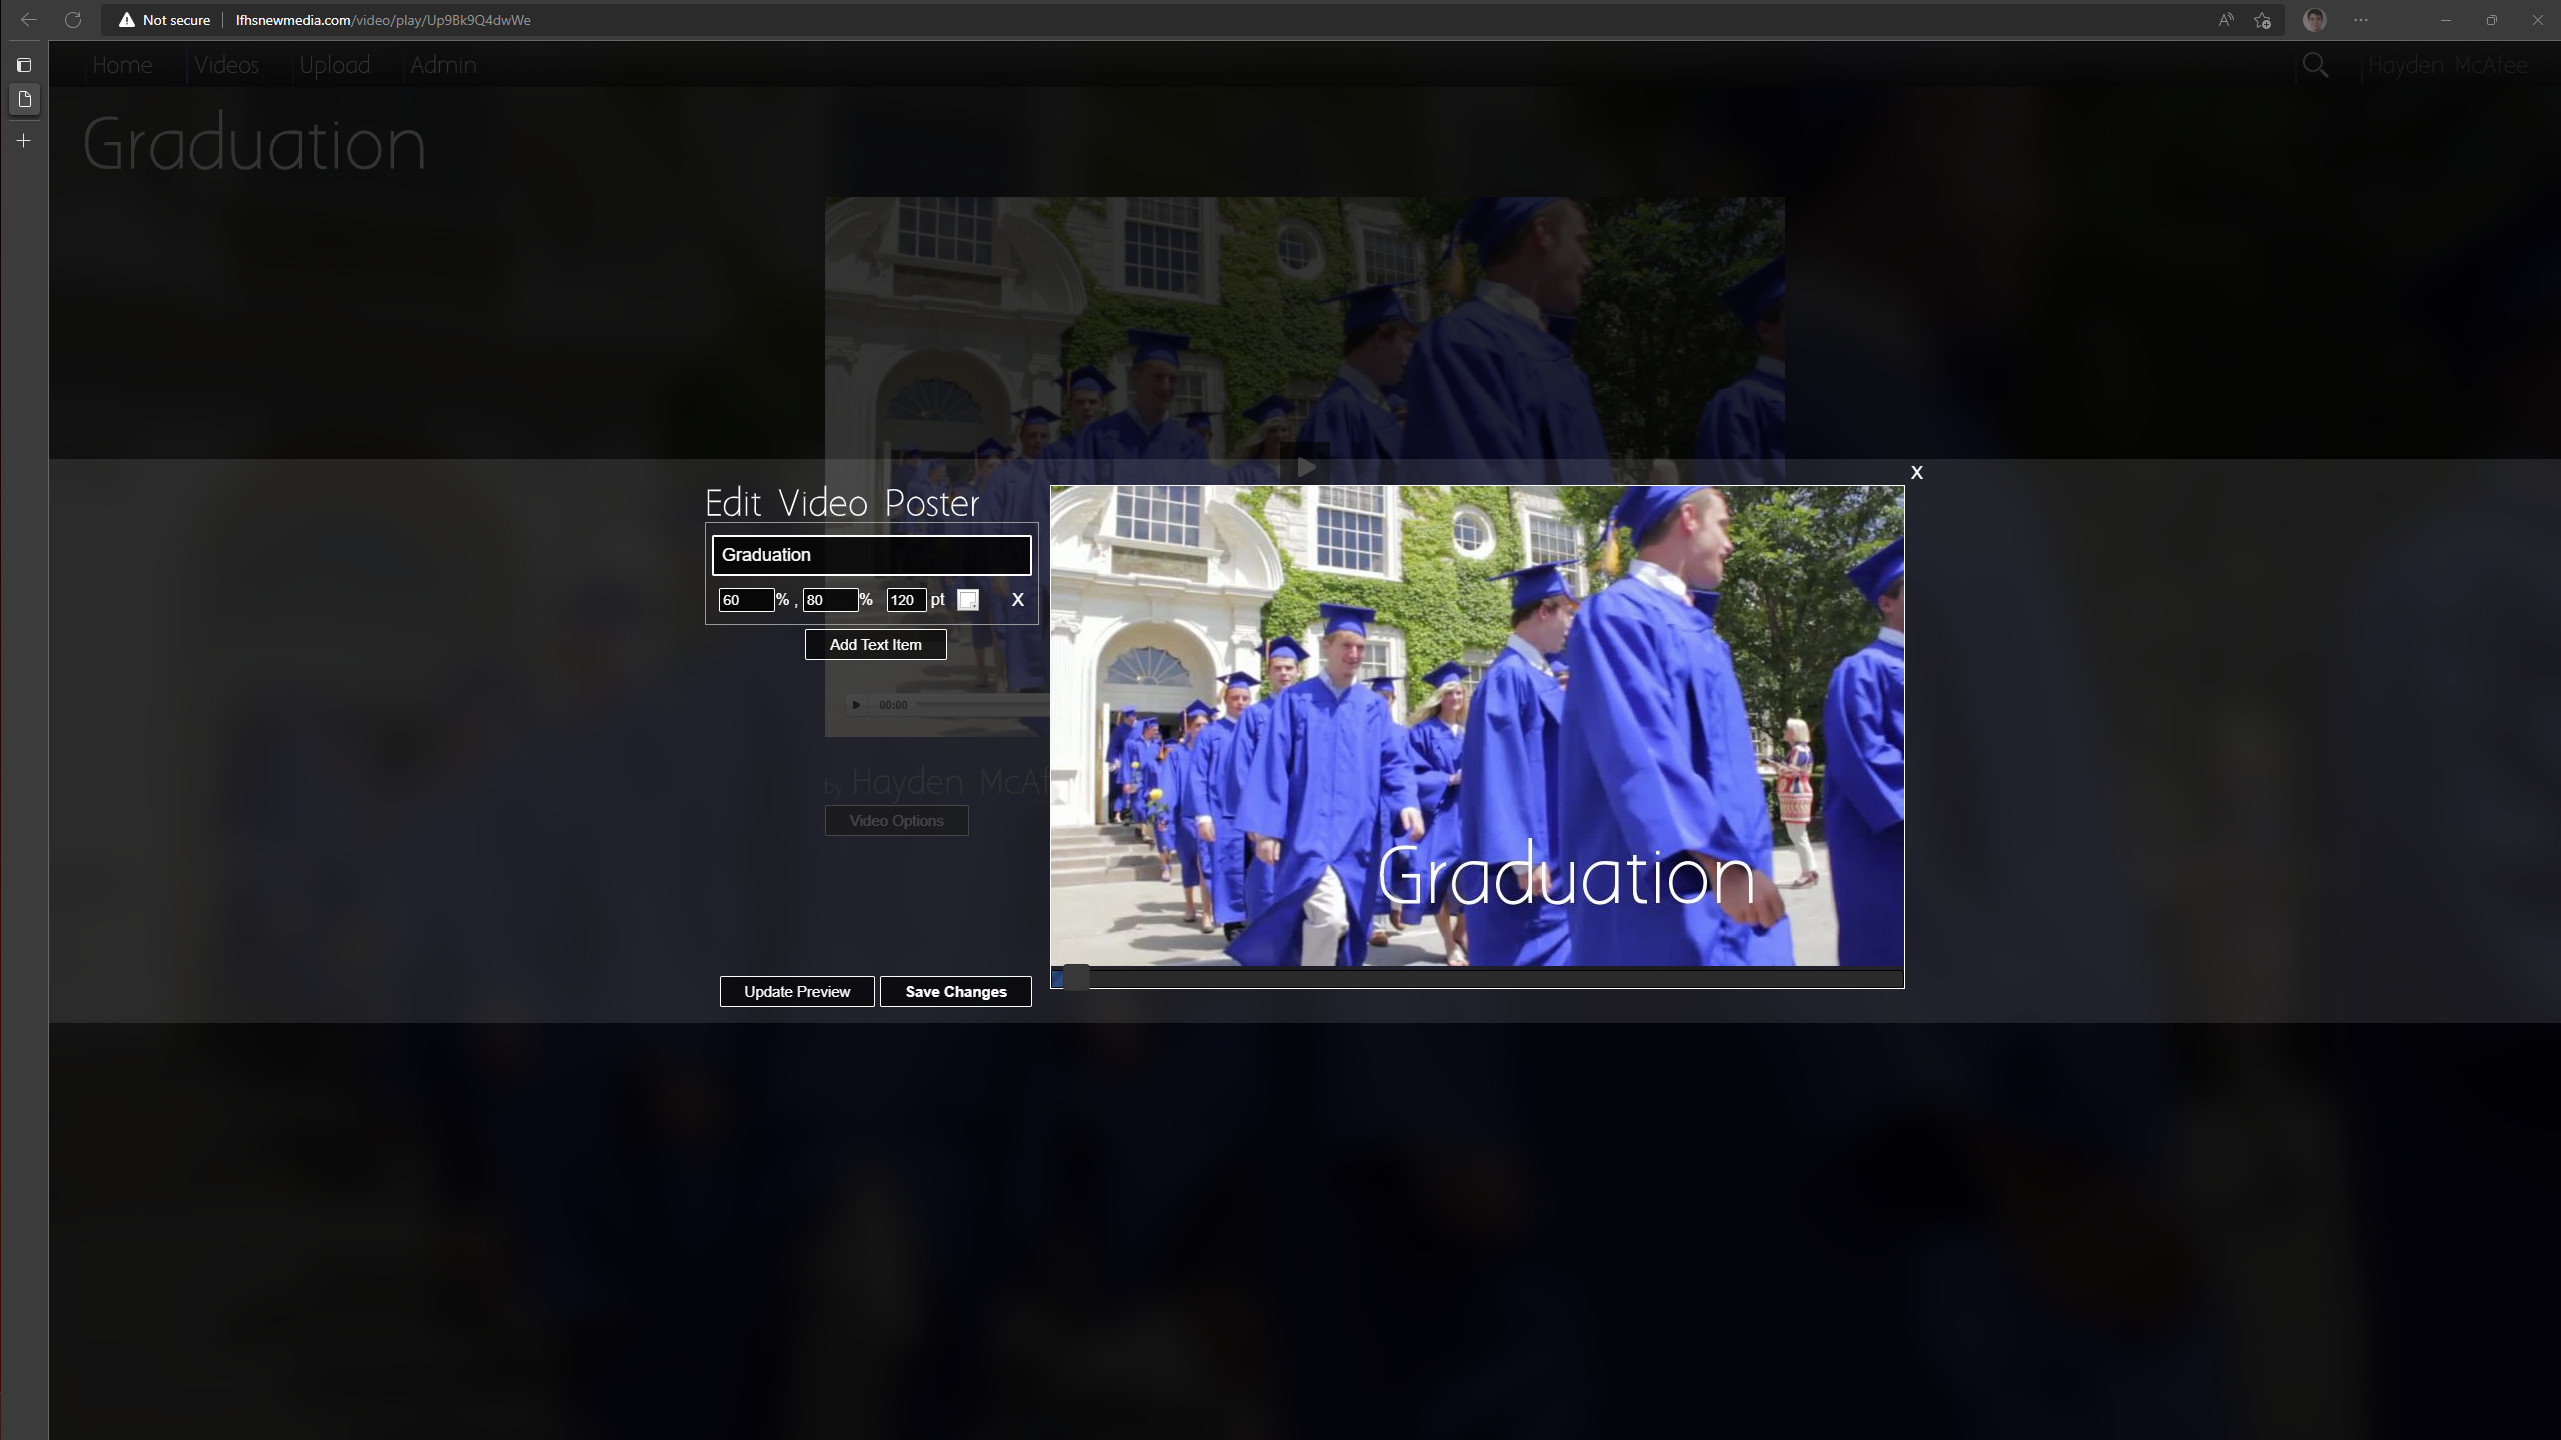 Not secure | lfhsnewmedia.com/video/play/Up9Bk9Q4dwWe
Home Videos Upload Admin Hayden McAfee
Graduation
x
Edit Video Poster
Graduation
60 % , 80 % 120 pt X
Add Text Item
00:00
by Hayden McAf
Video Options
Graduation
Update Preview Save Changes